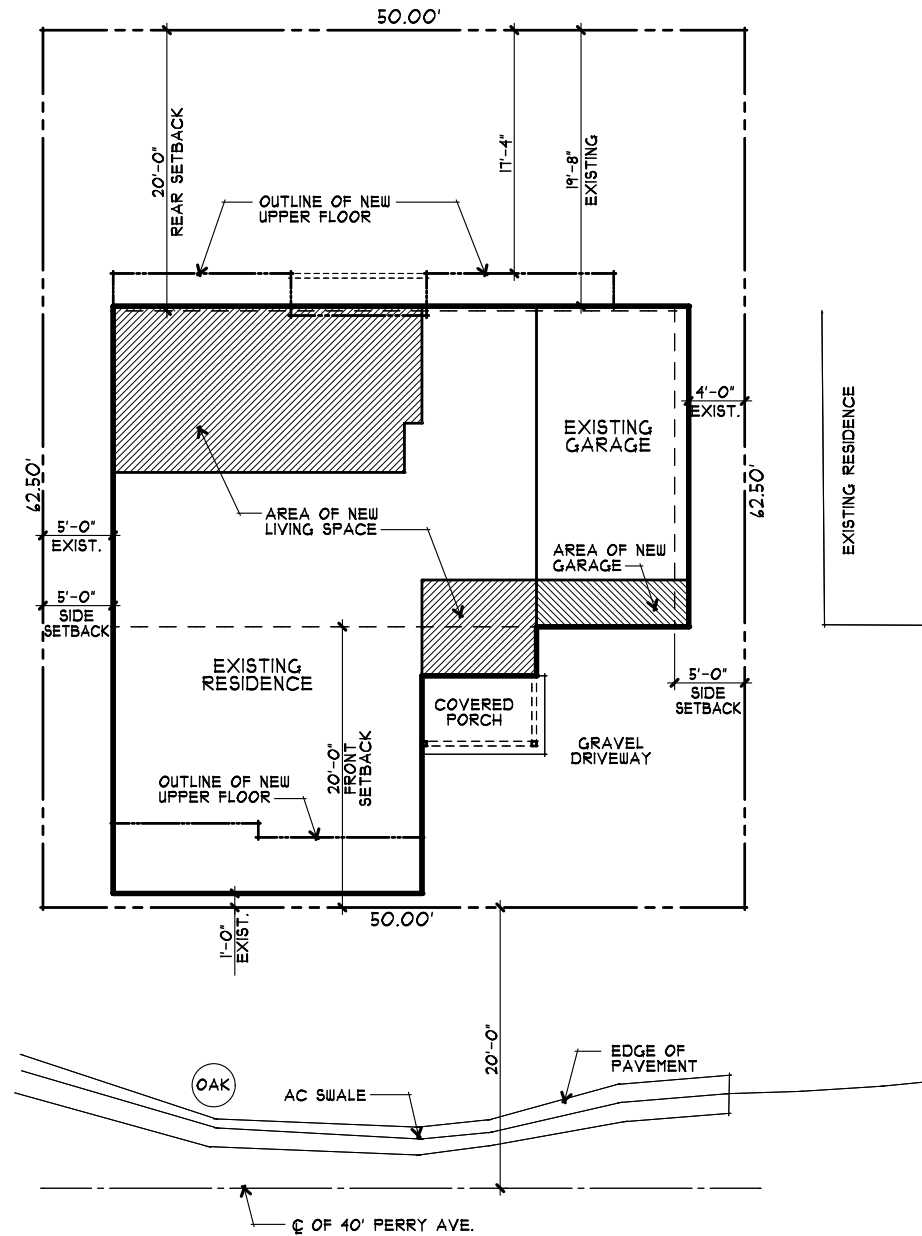 50.00'
20'-0"
REAR SETBACK
17'-4"
19'-8"
EXISTING
OUTLINE OF NEW
UPPER FLOOR
4'-0"
EXIST.
EXISTING
GARAGE
EXISTING RESIDENCE
62.50'
62.50'
AREA OF NEW
LIVING SPACE
5'-0"
EXIST.
AREA OF NEW
GARAGE
5'-0"
SIDE
SETBACK
EXISTING
RESIDENCE
5'-0"
SIDE
SETBACK
COVERED
PORCH
GRAVEL
DRIVEWAY
20'-0"
FRONT
SETBACK
OUTLINE OF NEW
UPPER FLOOR
50.00'
1'-0"
EXIST.
20'-0"
EDGE OF
PAVEMENT
OAK
AC SWALE
℄ OF 40' PERRY AVE.